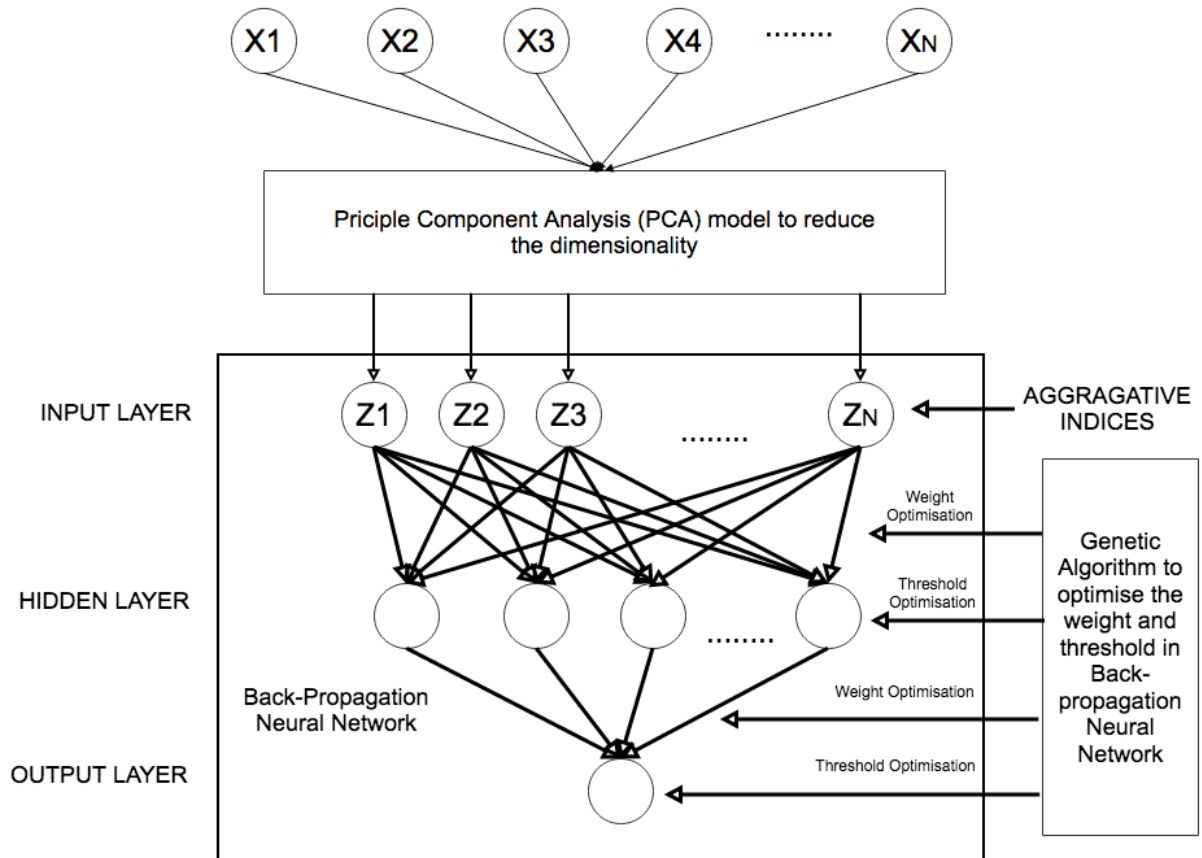 X1 X2 X3 X4 ........ XN
Priciple Component Analysis (PCA) model to reduce
the dimensionality
INPUT LAYER
Z1 Z2 Z3 ........ ZN
AGGRAGATIVE
INDICES
Weight
Optimisation
HIDDEN LAYER
Threshold
Optimisation
........
Genetic
Algorithm to
optimise the
weight and
threshold in
Back-
propagation
Neural
Network
Back-Propagation
Neural Network
Weight Optimisation
OUTPUT LAYER
Threshold Optimisation